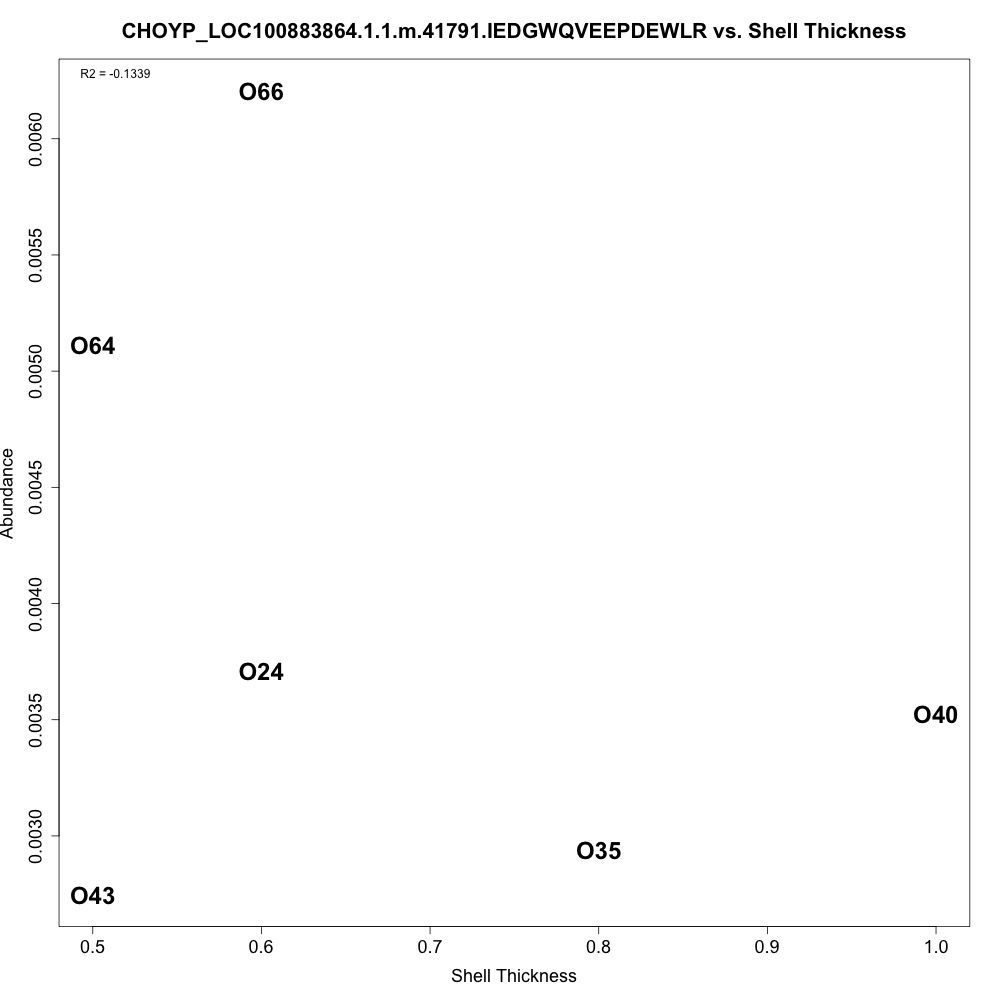 CHOYP_LOC100883864.1.1.m.41791.IEDGWQVEEPDEWLR vs. Shell Thickness
R2 = -0.1339
O66
0.0060
0.0055
O64
0.0050
0.0045
Abundance
0.0040
O24
0.0035
O40
0.0030
O35
O43
0.5 0.6 0.7 0.8 0.9 1.0
Shell Thickness